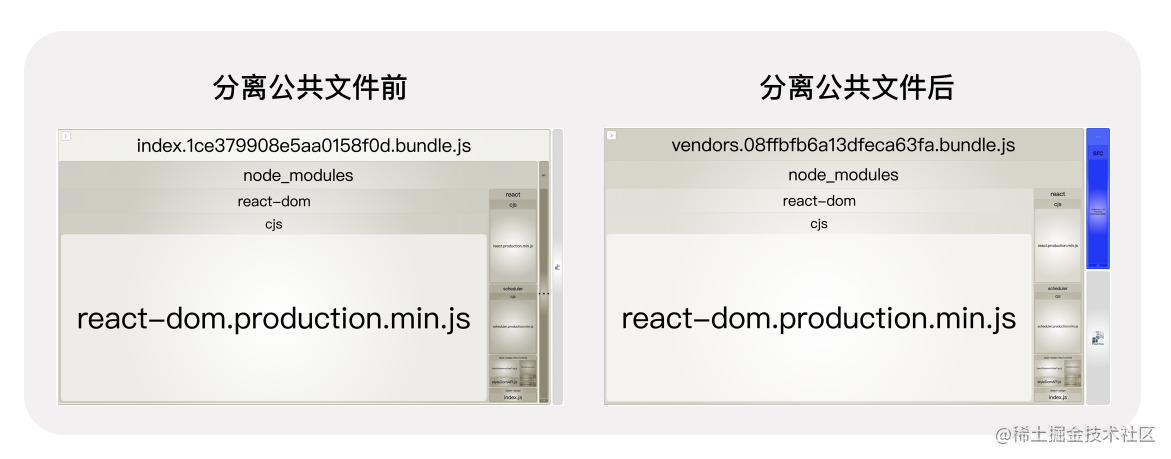 分离公共文件前
分离公共文件后
index.1ce379908e5aa0158f0d.bundle.js
node_modules
react-dom
cjs
react-dom.production.min.js
react
cjs
react.production.min.js
scheduler
cjs
scheduler.production.min.js
index.js
vendors.08ffbfb6a13dfeca63fa.bundle.js
node_modules
react-dom
cjs
react-dom.production.min.js
react
cjs
react.production.min.js
scheduler
cjs
scheduler.production.min.js
index.js
src
@稀土掘金技术社区